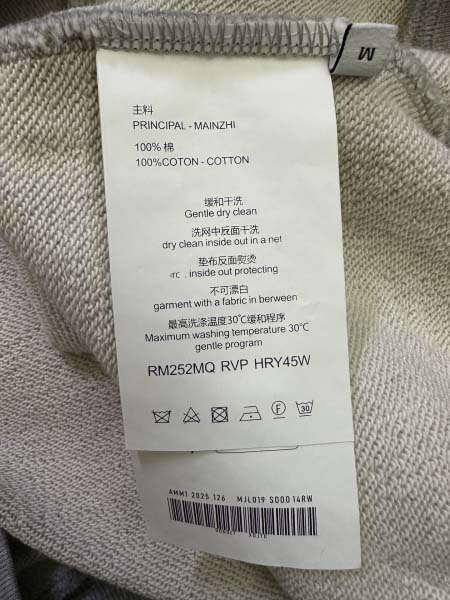 M
主料
PRINCIPAL - MAINZHI
100% 棉
100%COTON - COTTON
缓和干洗
Gentle dry clean
洗网中反面干洗
dry clean inside out in a net
垫布反面熨烫
inside out protecting
不可漂白
garment with a fabric in berween
最高洗涤温度30℃缓和程序
Maximum washing temperature 30℃
gentle program
RM252MQ RVP HRY45W
F
30
AMM1 2025 126 MJL019 S00014RW